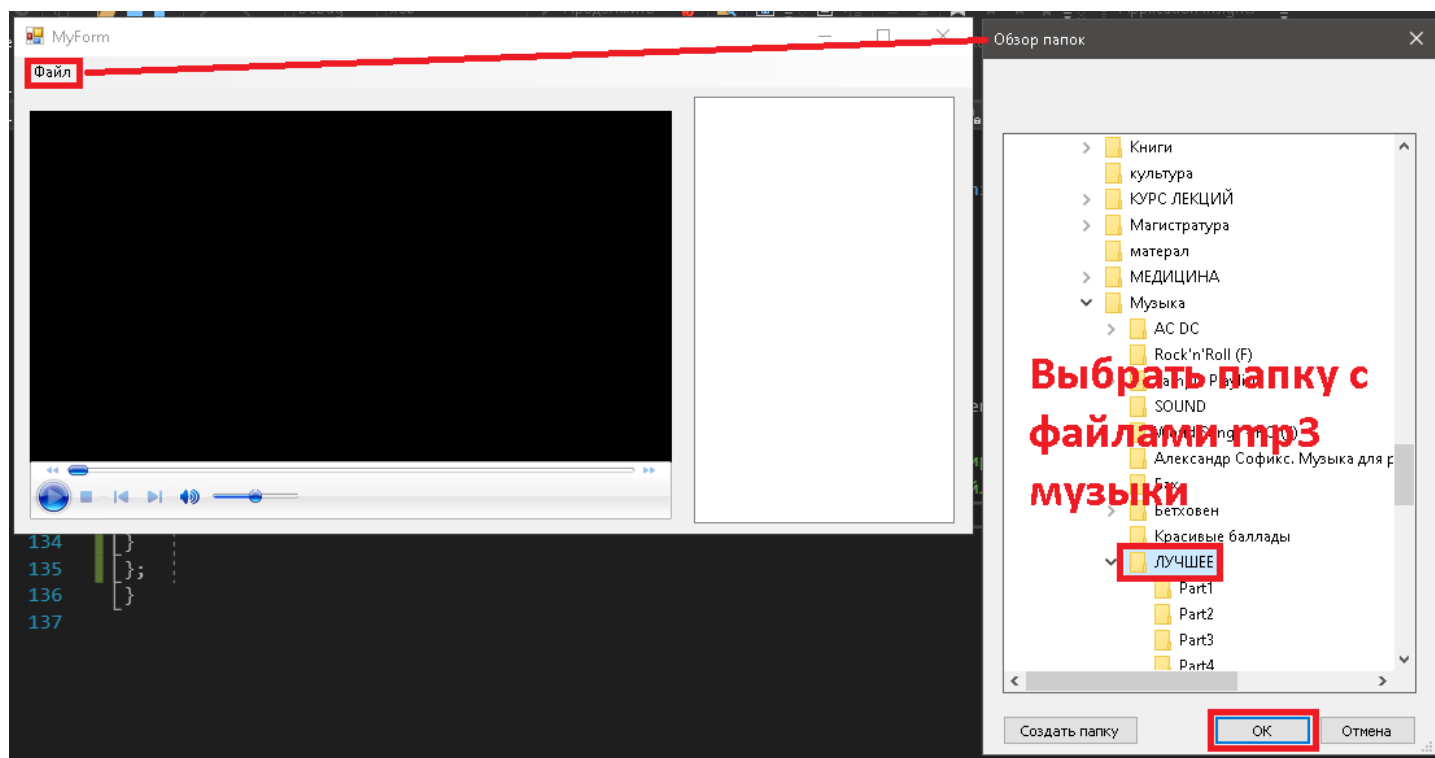 MyForm
Файл
134
135
136
137
}
};
}
Обзор папок
Книги
культура
КУРС ЛЕКЦИЙ
Магистратура
матерал
МЕДИЦИНА
Музыка
AC DC
Rock'n'Roll (F)
SOUND
Александр Софикс. Музыка для р
Бах
Бетховен
Красивые баллады
ЛУЧШЕЕ
Part1
Part2
Part3
Part4
Выбрать папку с
файлами mp3
музыки
Создать папку
ОК
Отмена